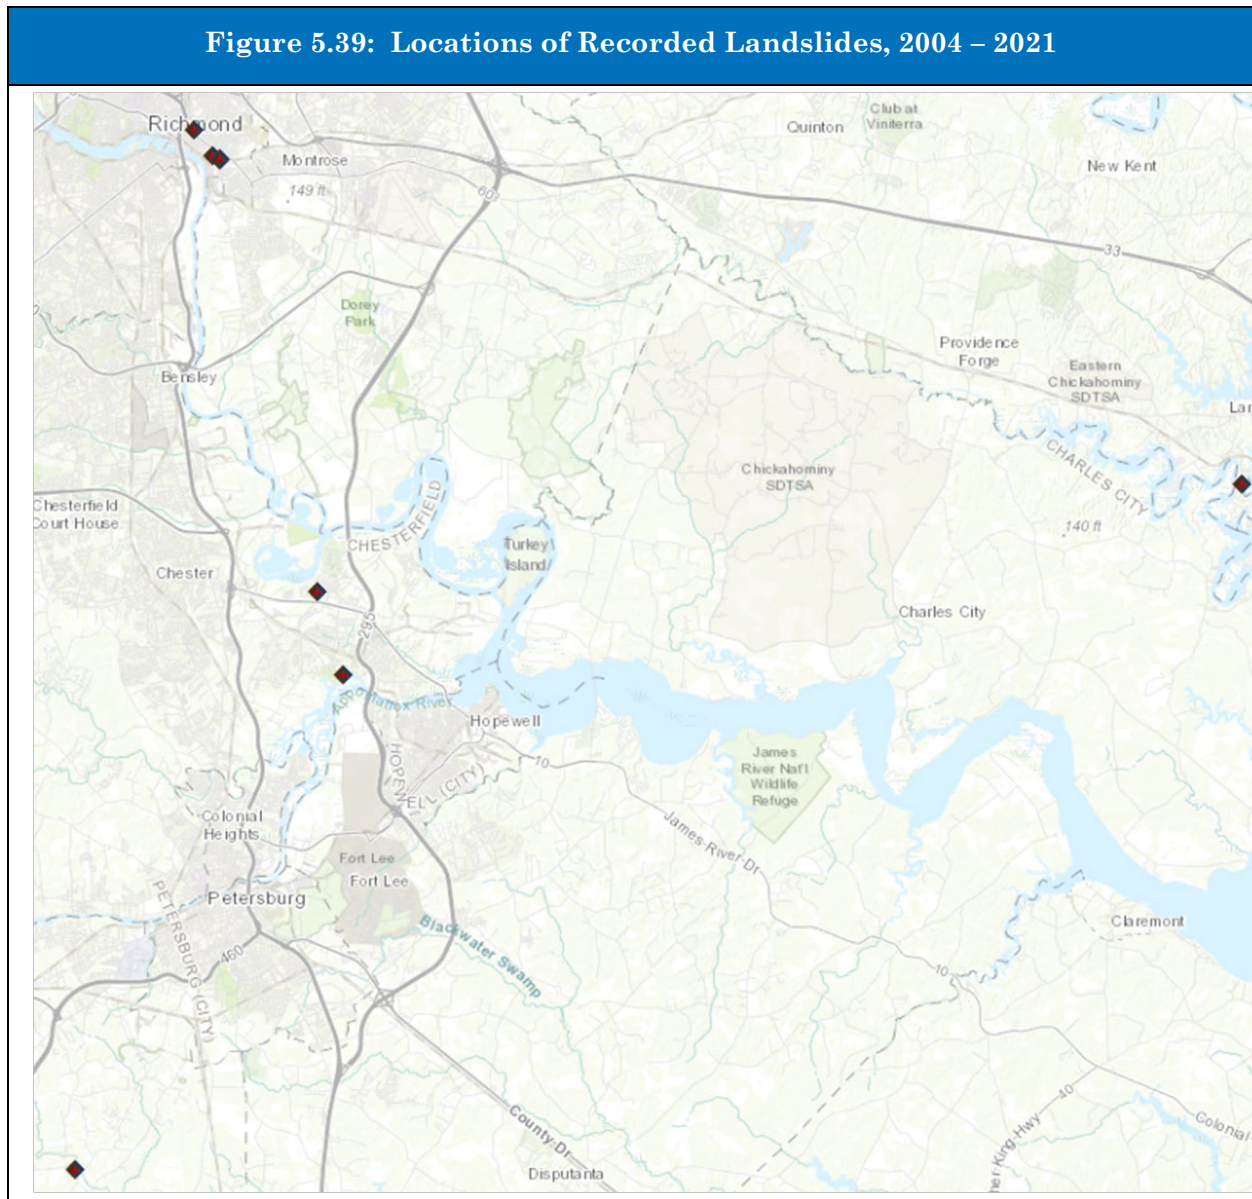 Figure 5.39: Locations of Recorded Landslides, 2004 – 2021
Richmond
Club at
Viniterra
Quinton
Montrose
New Kent
149 ft
60
33
Dorey
Park
Providence
Forge
Bensley
Eastern
Chickahominy
SDTSA
Lar
CHARLES CITY
Chickahominy
SDTSA
Chesterfield
Court House
CHESTERFIELD
140 ft
Turkey
Island
Chester
Charles City
295
Appomattox River
Hopewell
HOPEWELL (CITY)
10
James
River Nat'l
Wildlife
Refuge
Colonial
Heights
James-River-Dr
Fort Lee
Fort Lee
Petersburg
PETERSBURG (CITY)
Blackwater Swamp
Claremont
460
10
County-Dr
40
Colonial-
her-King-Hwy
Disputanta